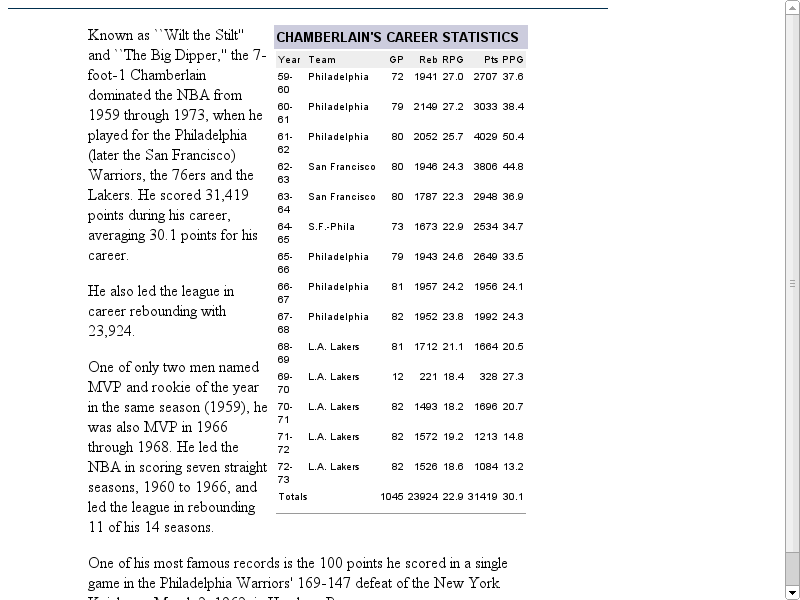 Known as ``Wilt the Stilt''
and ``The Big Dipper,'' the 7-
foot-1 Chamberlain
dominated the NBA from
1959 through 1973, when he
played for the Philadelphia
(later the San Francisco)
Warriors, the 76ers and the
Lakers. He scored 31,419
points during his career,
averaging 30.1 points for his
career.
He also led the league in
career rebounding with
23,924.
One of only two men named
MVP and rookie of the year
in the same season (1959), he
was also MVP in 1966
through 1968. He led the
NBA in scoring seven straight
seasons, 1960 to 1966, and
led the league in rebounding
11 of his 14 seasons.
CHAMBERLAIN'S CAREER STATISTICS
Year Team GP Reb RPG Pts PPG
59-60 Philadelphia 72 1941 27.0 2707 37.6
60-61 Philadelphia 79 2149 27.2 3033 38.4
61-62 Philadelphia 80 2052 25.7 4029 50.4
62-63 San Francisco 80 1946 24.3 3806 44.8
63-64 San Francisco 80 1787 22.3 2948 36.9
64-65 S.F.-Phila 73 1673 22.9 2534 34.7
65-66 Philadelphia 79 1943 24.6 2649 33.5
66-67 Philadelphia 81 1957 24.2 1956 24.1
67-68 Philadelphia 82 1952 23.8 1992 24.3
68-69 L.A. Lakers 81 1712 21.1 1664 20.5
69-70 L.A. Lakers 12 221 18.4 328 27.3
70-71 L.A. Lakers 82 1493 18.2 1696 20.7
71-72 L.A. Lakers 82 1572 19.2 1213 14.8
72-73 L.A. Lakers 82 1526 18.6 1084 13.2
Totals 1045 23924 22.9 31419 30.1
One of his most famous records is the 100 points he scored in a single
game in the Philadelphia Warriors' 169-147 defeat of the New York